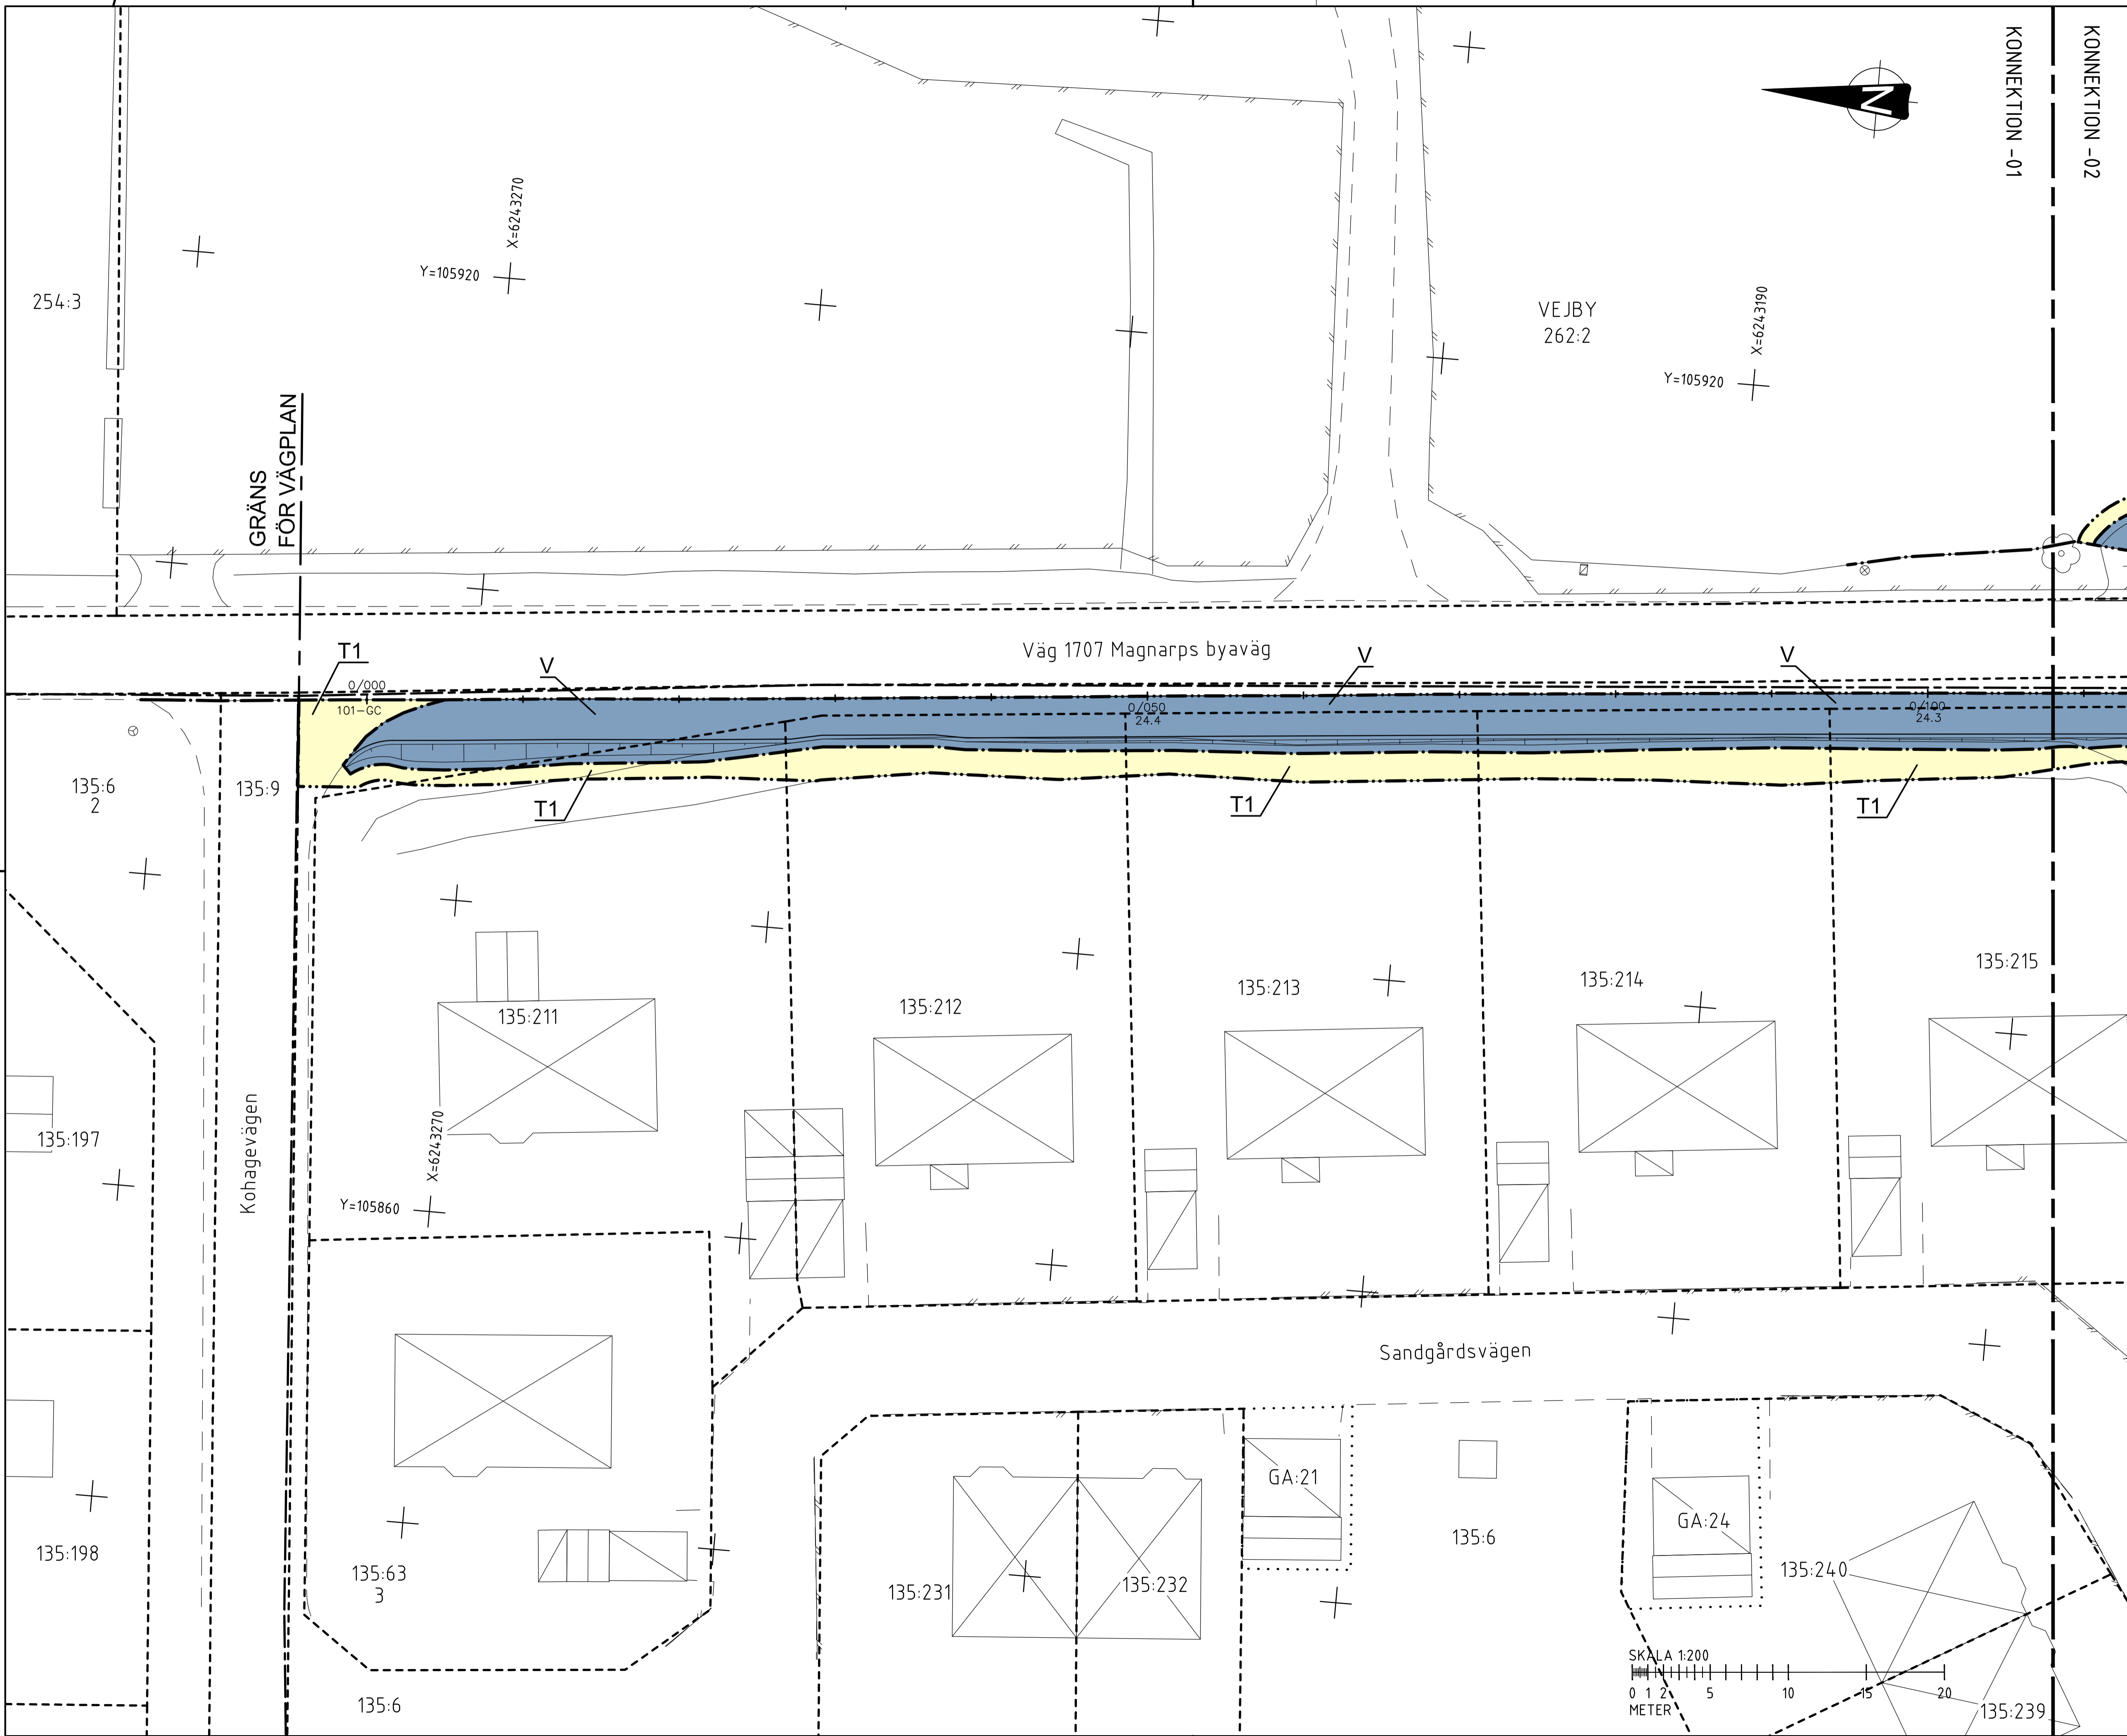 KONNEKTION -01
KONNEKTION -02
N
X=6243270
Y=105920
254:3
VEJBY
262:2
X=6243190
Y=105920
GRÄNS
FÖR VÄGPLAN
Väg 1707 Magnarps byaväg
T1
V
V
V
0/000
101-GC
0/050
24.4
0/100
24.3
135:6
2
135:9
T1
T1
T1
135:211
135:212
135:213
135:214
135:215
135:197
Kohagevägen
X=6243270
Y=105860
Sandgårdsvägen
GA:21
GA:24
135:6
135:198
135:63
3
135:231
135:232
135:240
SKALA 1:200
0 1 2 5 10 15 20
METER
135:6
135:239